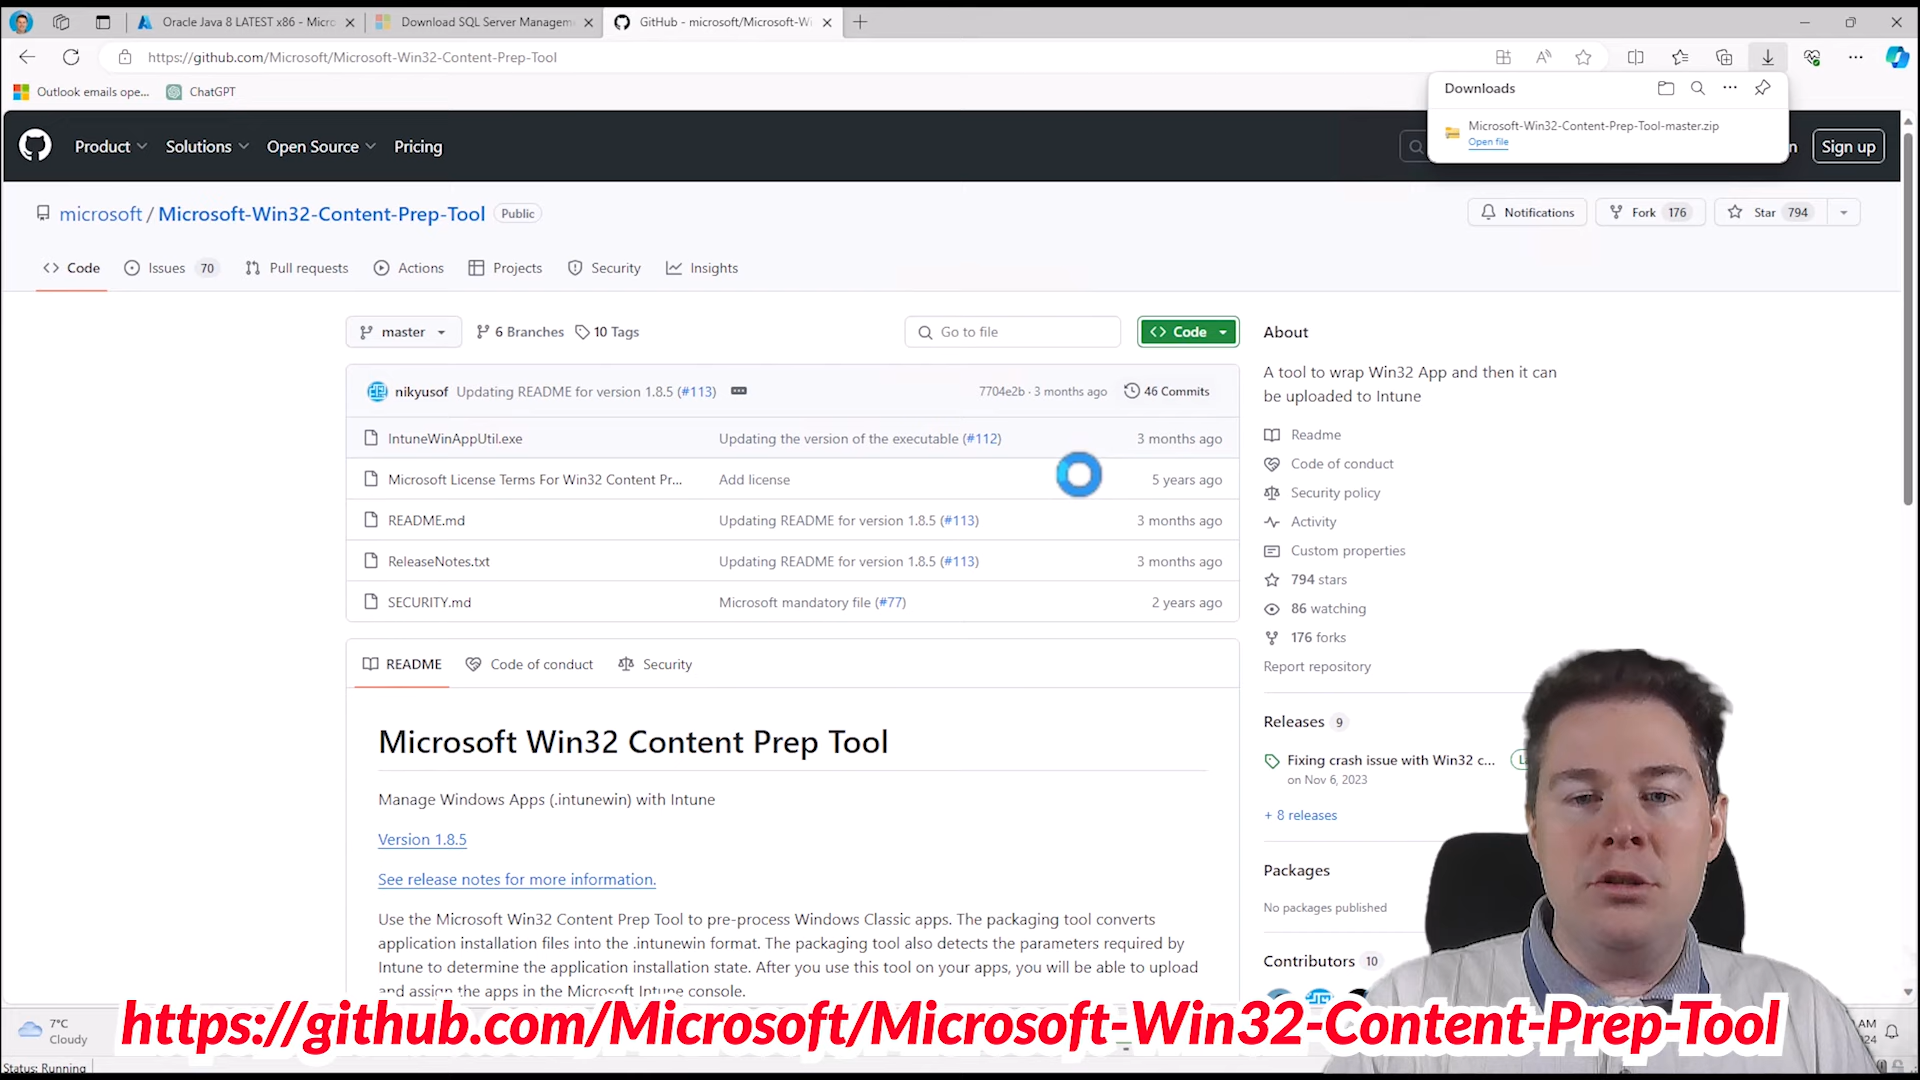 Oracle Java 8 LATEST x86 - Micro
Download SQL Server Managem
GitHub - microsoft/Microsoft-Wi
https://github.com/Microsoft/Microsoft-Win32-Content-Prep-Tool
Outlook emails ope...
ChatGPT
Downloads
Microsoft-Win32-Content-Prep-Tool-master.zip
Open file
Product
Solutions
Open Source
Pricing
n
Sign up
microsoft / Microsoft-Win32-Content-Prep-Tool
Public
Notifications
Fork 176
Star 794
Code
Issues 70
Pull requests
Actions
Projects
Security
Insights
master
6 Branches
10 Tags
Go to file
Code
nikyusof Updating README for version 1.8.5 (#113)
7704e2b · 3 months ago
46 Commits
IntuneWinAppUtil.exe
Updating the version of the executable (#112)
3 months ago
Microsoft License Terms For Win32 Content Pr...
Add license
5 years ago
README.md
Updating README for version 1.8.5 (#113)
3 months ago
ReleaseNotes.txt
Updating README for version 1.8.5 (#113)
3 months ago
SECURITY.md
Microsoft mandatory file (#77)
2 years ago
README
Code of conduct
Security
Microsoft Win32 Content Prep Tool
Manage Windows Apps (.intunewin) with Intune
Version 1.8.5
See release notes for more information.
Use the Microsoft Win32 Content Prep Tool to pre-process Windows Classic apps. The packaging tool converts
application installation files into the .intunewin format. The packaging tool also detects the parameters required by
Intune to determine the application installation state. After you use this tool on your apps, you will be able to upload
and assign the apps in the Microsoft Intune console.
About
A tool to wrap Win32 App and then it can
be uploaded to Intune
Readme
Code of conduct
Security policy
Activity
Custom properties
794 stars
86 watching
176 forks
Report repository
Releases 9
Fixing crash issue with Win32 c...
on Nov 6, 2023
+ 8 releases
Packages
No packages published
Contributors 10
https://github.com/Microsoft/Microsoft-Win32-Content-Prep-Tool
7°C
Cloudy
AM
24
Status: Running